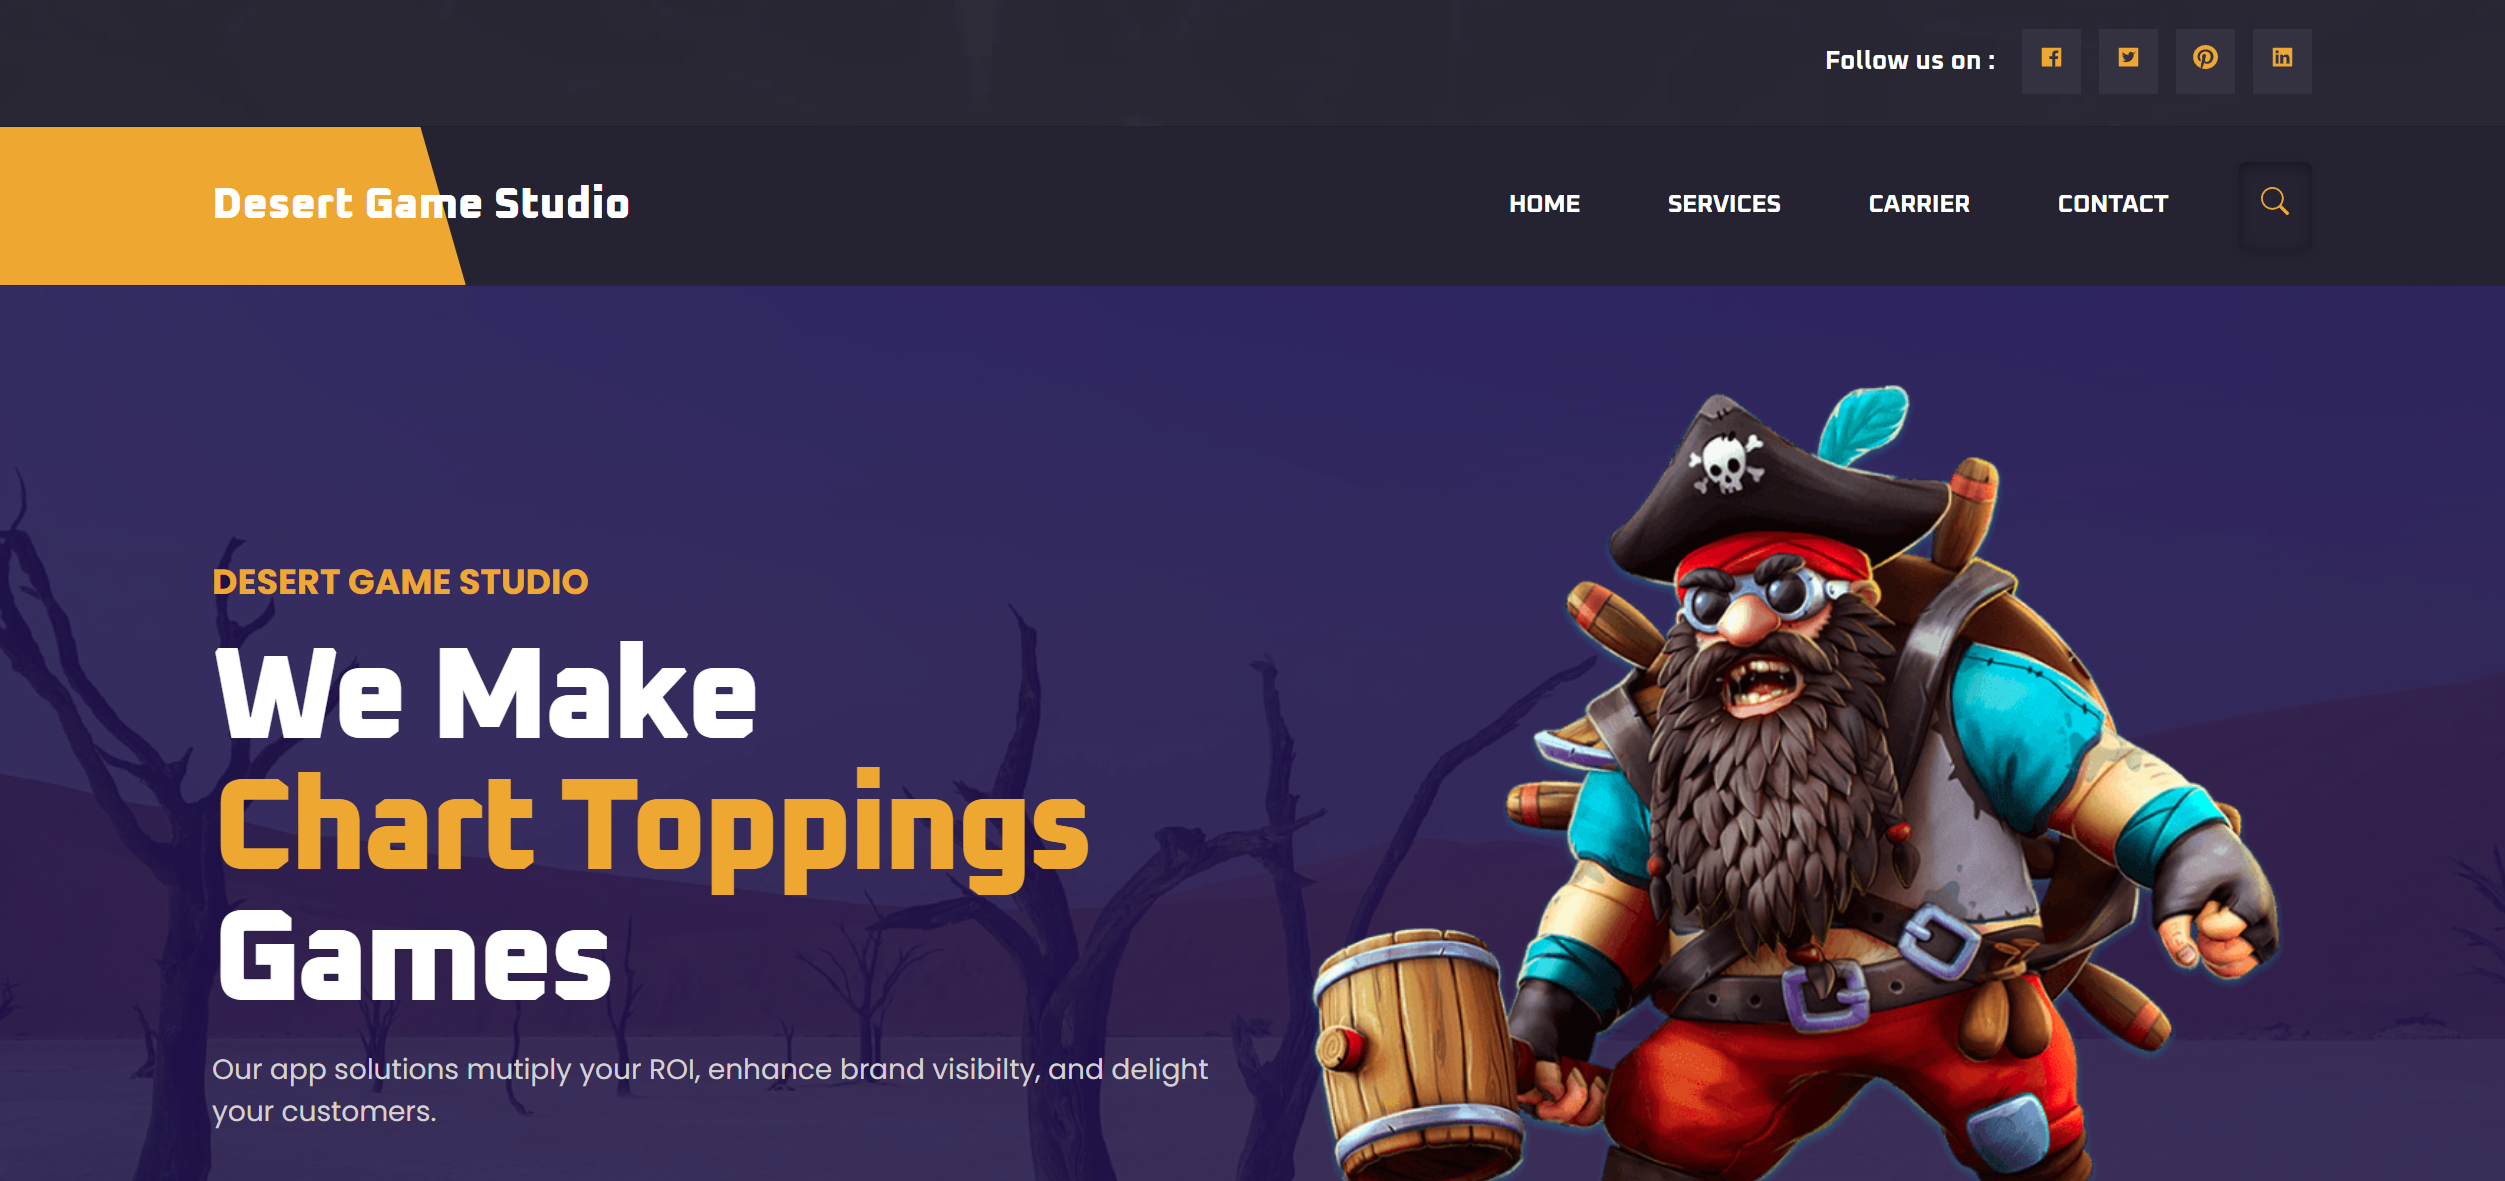 Follow us on :
Desert Game Studio
HOME SERVICES CARRIER CONTACT
DESERT GAME STUDIO
We Make
Chart Toppings
Games
Our app solutions mutiply your ROI, enhance brand visibilty, and delight
your customers.